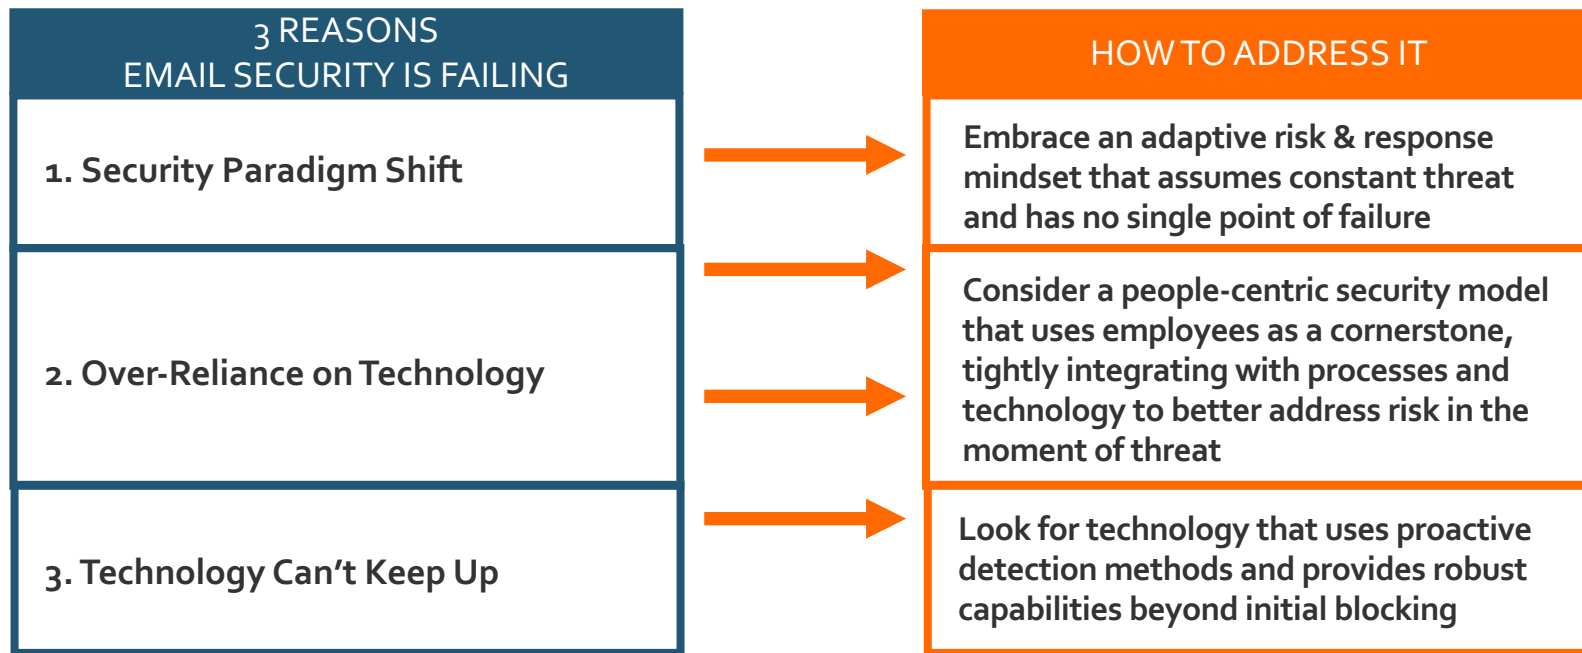 3 REASONS
EMAIL SECURITY IS FAILING
HOW TO ADDRESS IT
1. Security Paradigm Shift
Embrace an adaptive risk & response
mindset that assumes constant threat
and has no single point of failure
2. Over-Reliance on Technology
Consider a people-centric security model
that uses employees as a cornerstone,
tightly integrating with processes and
technology to better address risk in the
moment of threat
3. Technology Can’t Keep Up
Look for technology that uses proactive
detection methods and provides robust
capabilities beyond initial blocking